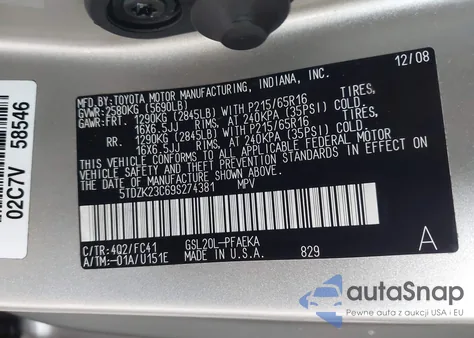 MFD. BY: TOYOTA MOTOR MANUFACTURING, INDIANA, INC. 12/08
GVWR: 2580KG (5690LB)
GAWR: FRT. 1290KG (2845LB) WITH P215/65R16
16X6.5JJ RIMS, AT 240KPA (35PSI) COLD.
RR. 1290KG (2845LB) WITH P215/65R16
16X6.5JJ RIMS, AT 240KPA (35PSI) COLD.
THIS VEHICLE CONFORMS TO ALL APPLICABLE FEDERAL MOTOR
VEHICLE SAFETY AND THEFT PREVENTION STANDARDS IN EFFECT ON
THE DATE OF MANUFACTURE SHOWN ABOVE.
5TDZK23C69S274381 MPV
C/TR: 4Q2/FC41 GSL20L-PFAEKA
A/TM: -01A/U151E MADE IN U.S.A. 829 A
02C7V 58546
autoSnap
Pewne auta z aukcji USA i EU